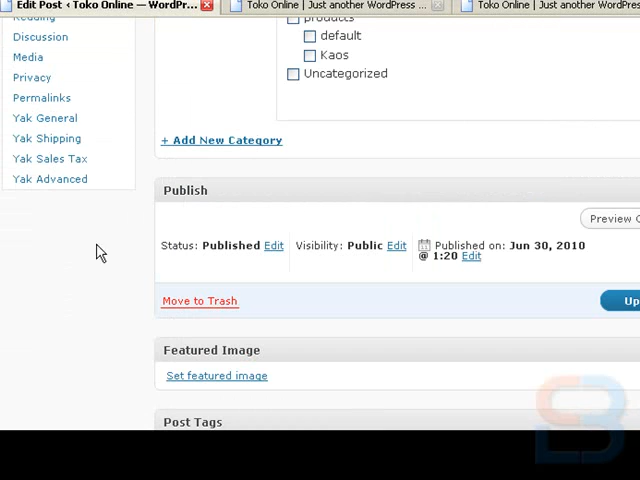 Edit Post ‹ Toko Online — WordPr...
Toko Online | Just another WordPress ...
Toko Online | Just another WordPress
Reading
Discussion
Media
Privacy
Permalinks
Yak General
Yak Shipping
Yak Sales Tax
Yak Advanced
products
default
Kaos
Uncategorized
+ Add New Category
Publish
Preview C
Status: Published Edit
Visibility: Public Edit
Published on: Jun 30, 2010
@ 1:20 Edit
Move to Trash
Up
Featured Image
Set featured image
Post Tags